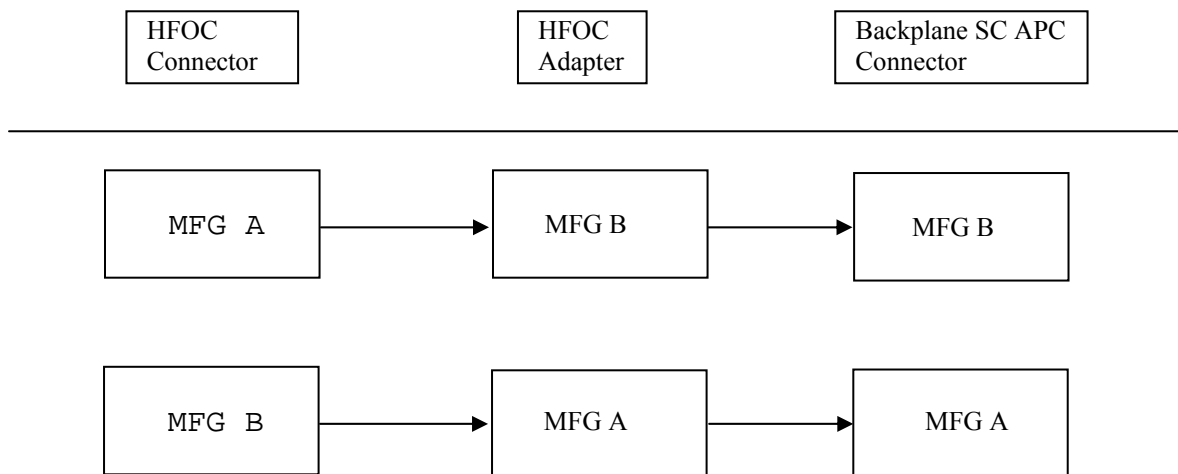 HFOC
Connector
HFOC
Adapter
Backplane SC APC
Connector
MFG A
MFG B
MFG B
MFG B
MFG A
MFG A